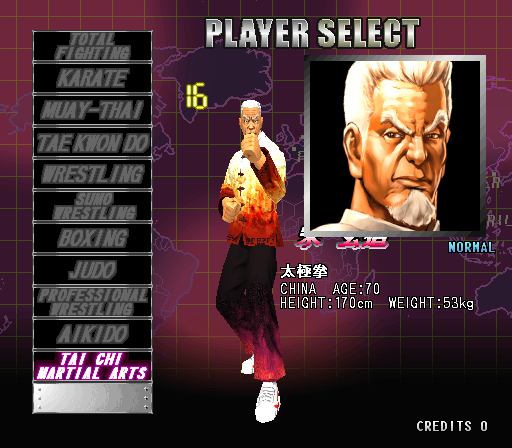 PLAYER SELECT
TOTAL
FIGHTING
KARATE
MUAY-THAI
TAE KWON DO
WRESTLING
SUMO
WRESTLING
BOXING
JUDO
PROFESSIONAL
WRESTLING
AIKIDO
TAI CHI
MARTIAL ARTS
16
NORMAL
太極拳
CHINA AGE:70
HEIGHT:170cm WEIGHT:53kg
CREDITS 0